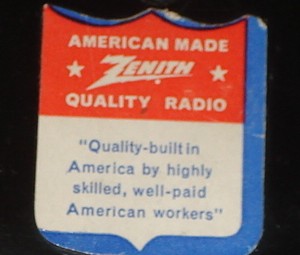 AMERICAN MADE
ZENITH
QUALITY RADIO
"Quality-built in
America by highly
skilled, well-paid
American workers"